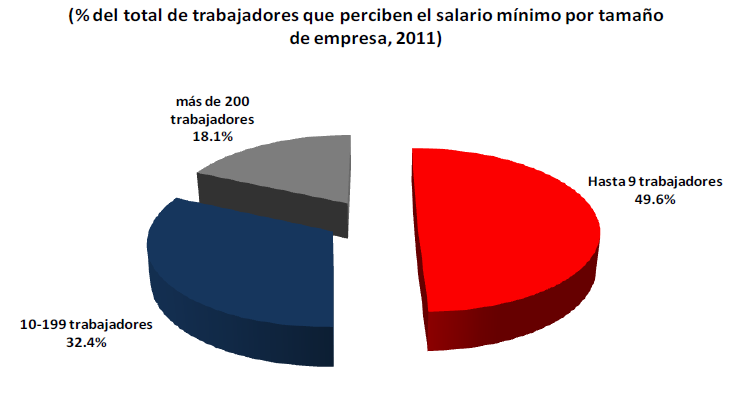 (% del total de trabajadores que perciben el salario mínimo por tamaño
de empresa, 2011)
más de 200
trabajadores
18.1%
Hasta 9 trabajadores
49.6%
10-199 trabajadores
32.4%